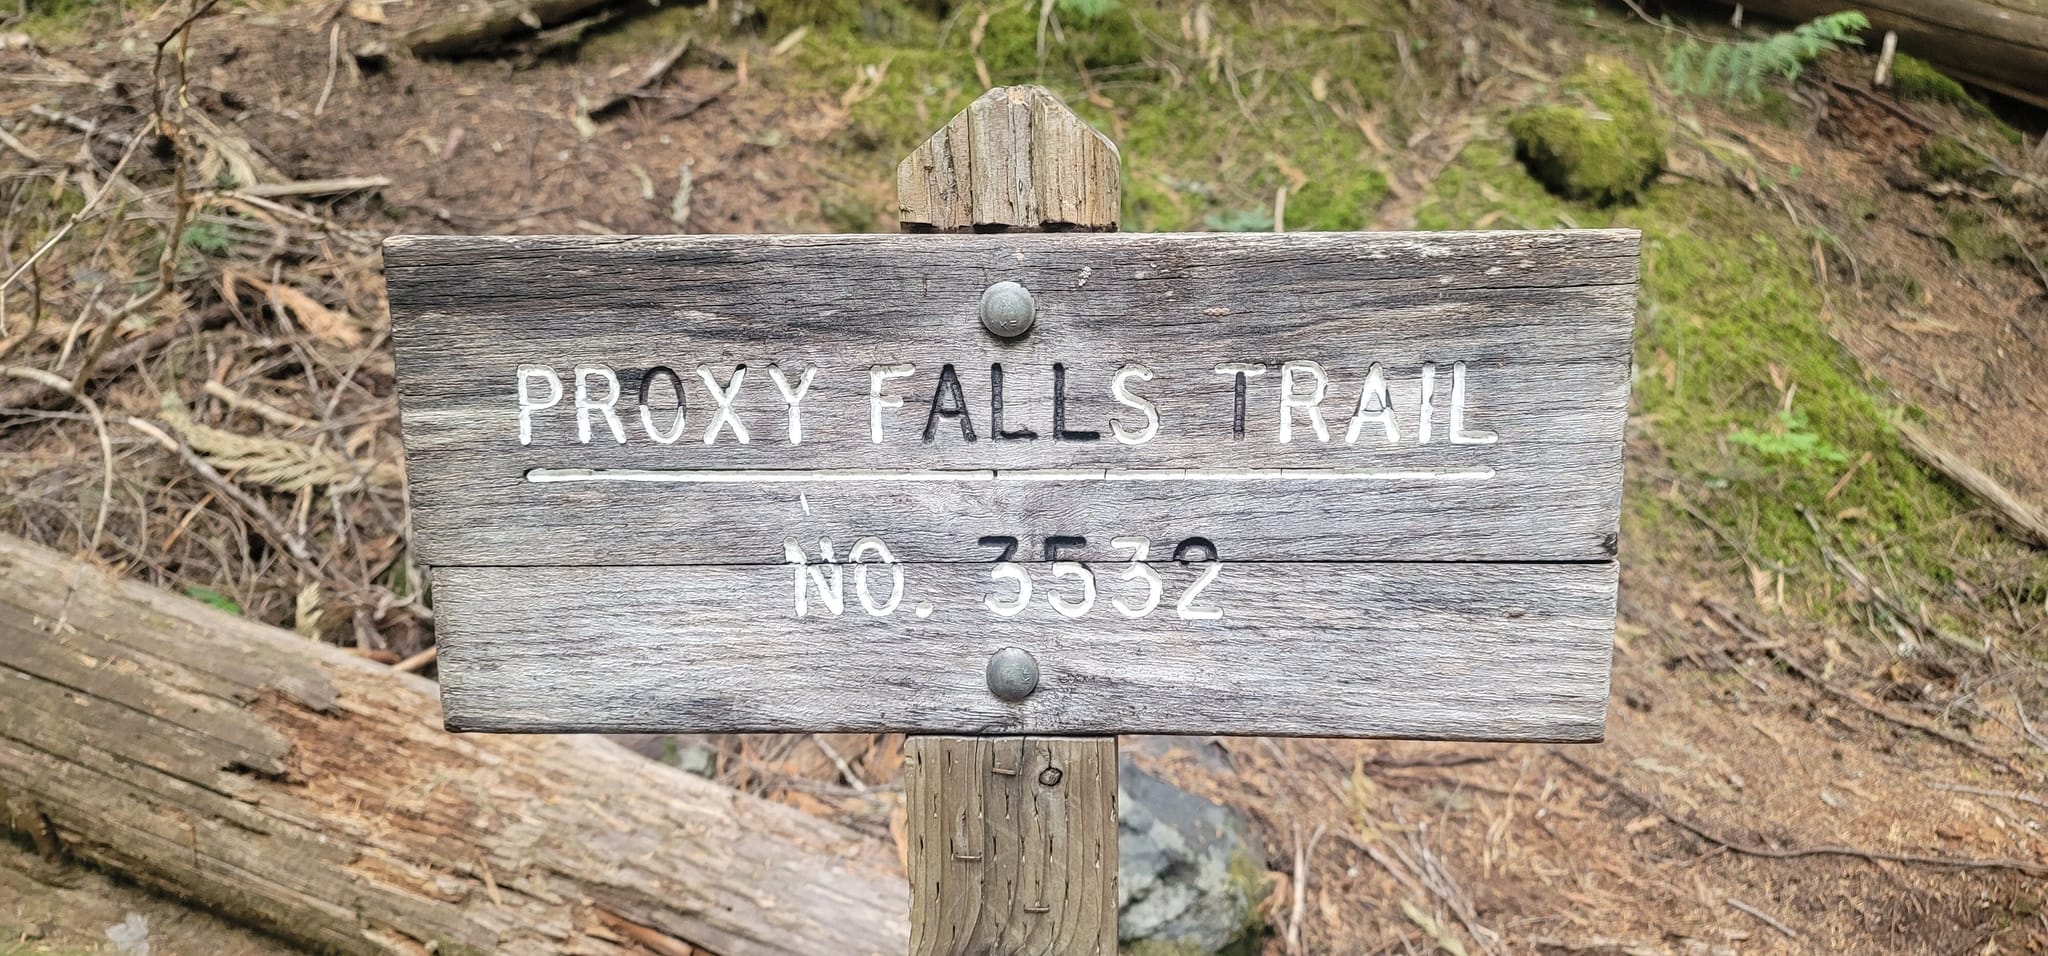 PROXY FALLS TRAIL
NO. 3532